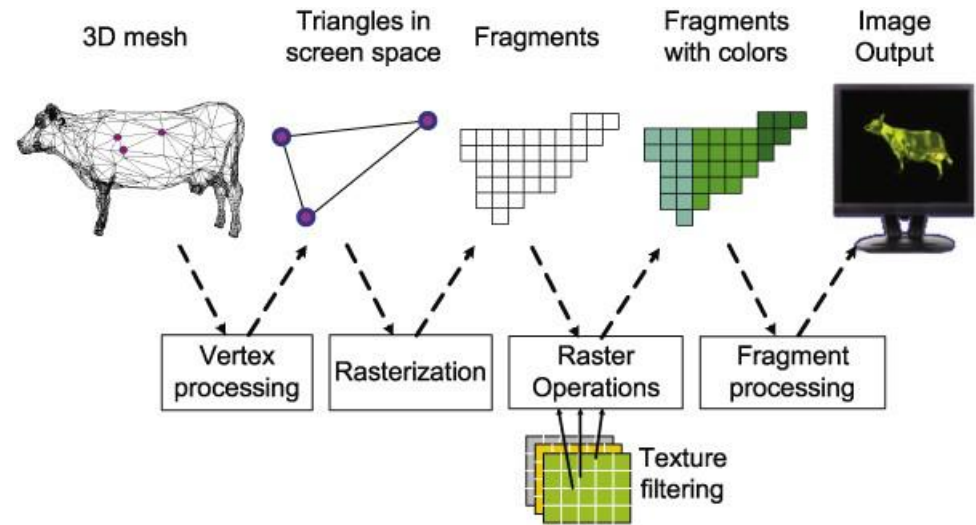 3D mesh
Triangles in
screen space
Fragments
Fragments
with colors
Image
Output
Vertex
processing
Rasterization
Raster
Operations
Fragment
processing
Texture
filtering